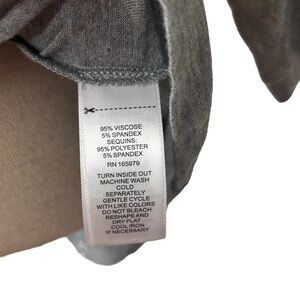 95% VISCOSE
5% SPANDEX
SEQUINS:
95% POLYESTER
5% SPANDEX
RN 165979
TURN INSIDE OUT
MACHINE WASH
COLD
SEPARATELY
GENTLE CYCLE
WITH LIKE COLORS
DO NOT BLEACH
RESHAPE AND
DRY FLAT
COOL IRON
IF NECESSARY